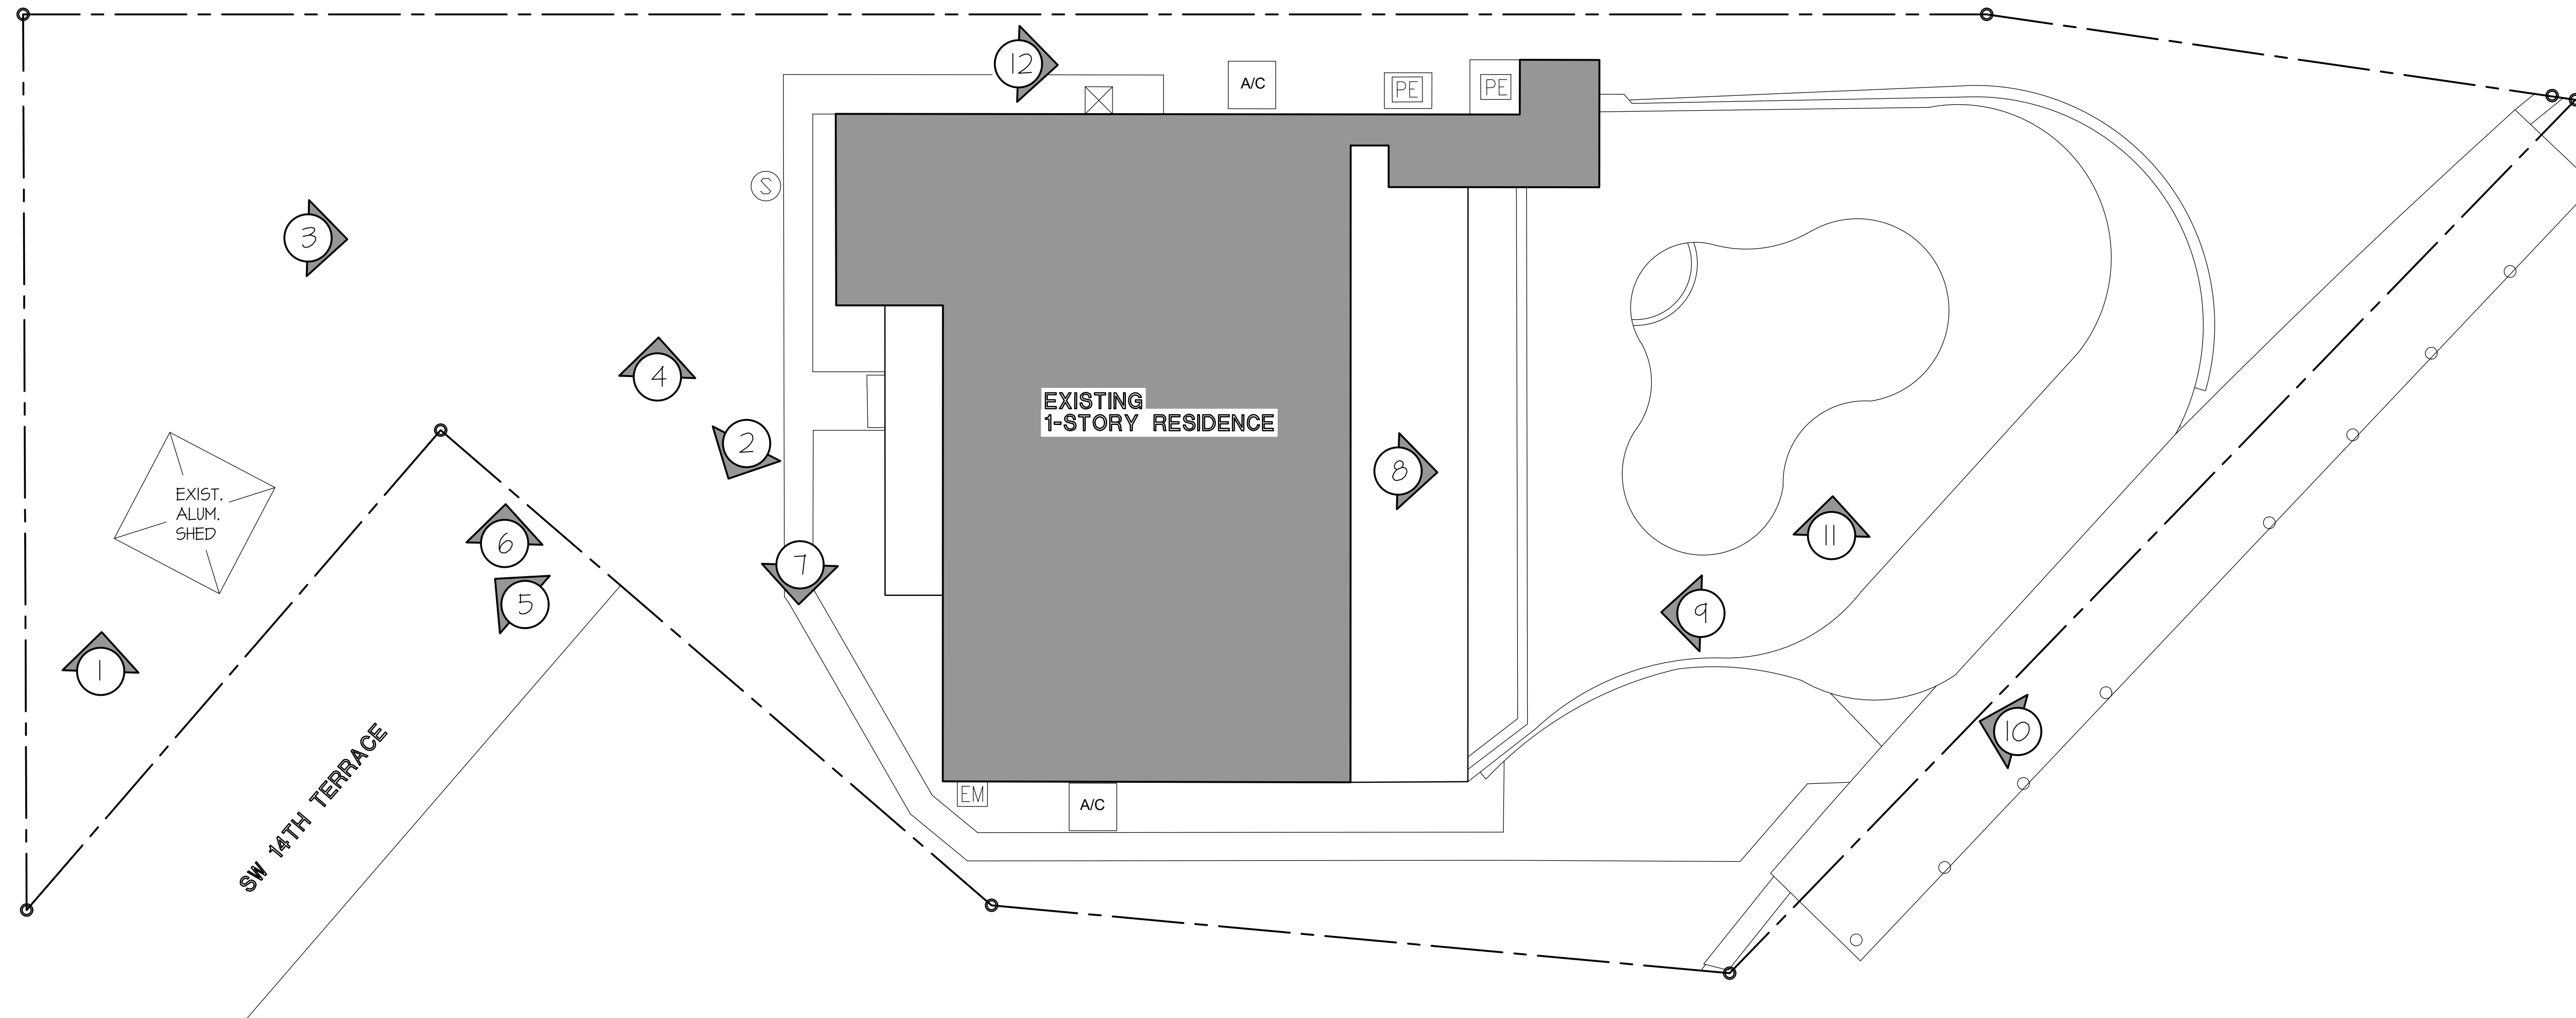 12
A/C
PE
PE
S
3
4
2
EXISTING
1-STORY RESIDENCE
8
EXIST.
ALUM.
SHED
6
5
7
11
9
1
10
SW 14TH TERRACE
EM
A/C